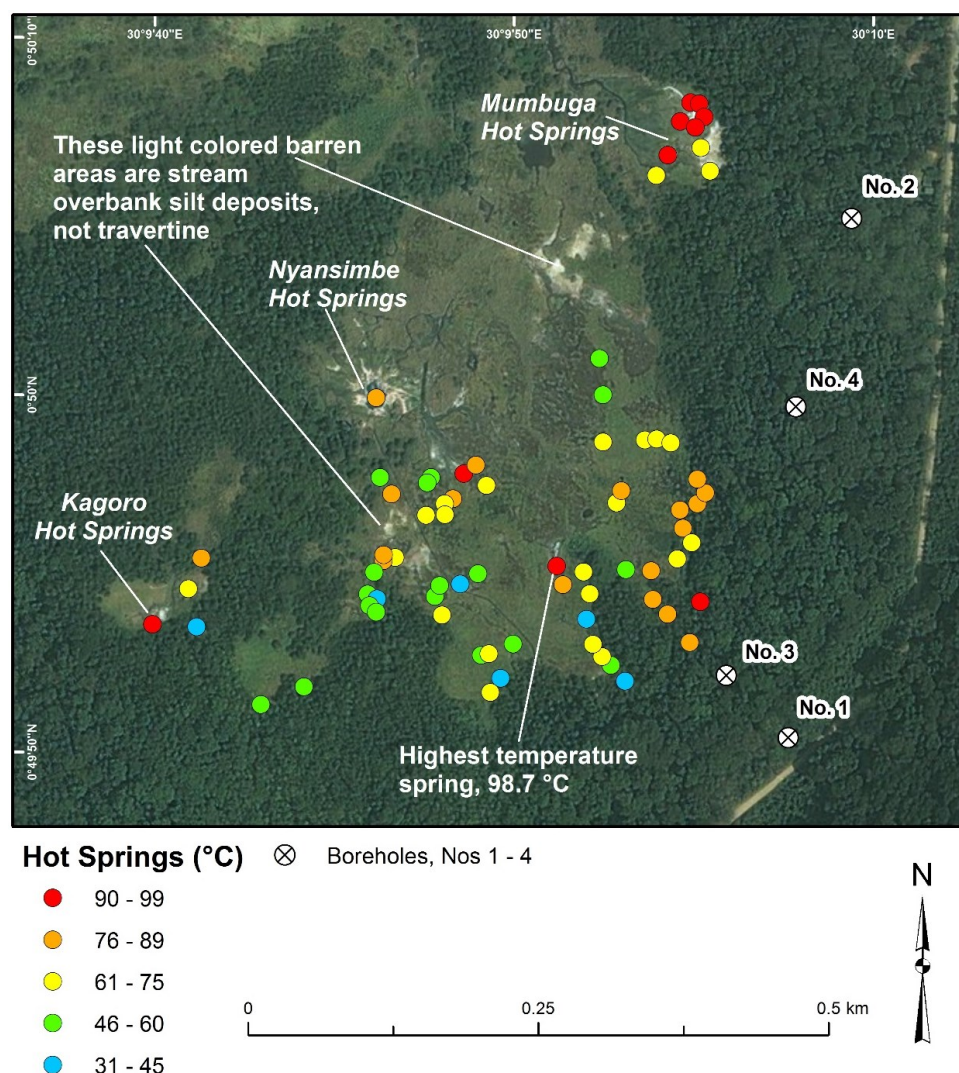 30°9'40"E
30°9'50"E
30°10'E
0°50'10"N
0°50'N
0°49'50"N
Mumbuga
Hot Springs
These light colored barren
areas are stream
overbank silt deposits,
not travertine
No. 2
Nyansimbe
Hot Springs
No. 4
Kagoro
Hot Springs
No. 3
No. 1
Highest temperature
spring, 98.7 °C
Hot Springs (°C)
Boreholes, Nos 1 - 4
90 - 99
76 - 89
61 - 75
46 - 60
31 - 45
N
0
0.25
0.5 km